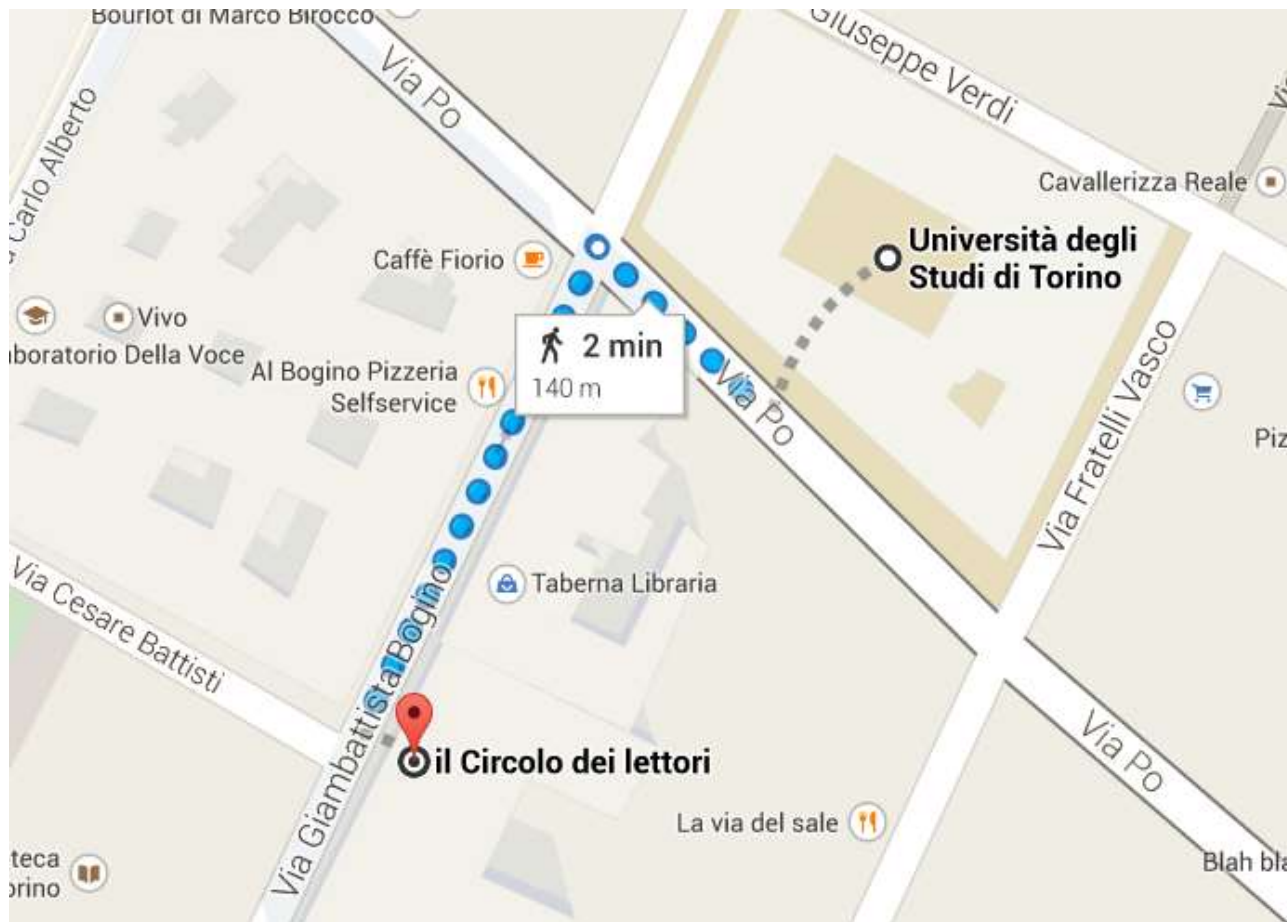 Bourlot di Marco Birocco
Via Po
Giuseppe Verdi
Carlo Alberto
Cavallerizza Reale
Università degli
Studi di Torino
Caffè Fiorio
Vivo
aboratorio Della Voce
2 min
140 m
Al Bogino Pizzeria
Selfservice
Via Po
Via Fratelli Vasco
Piz
Taberna Libraria
Via Cesare Battisti
Via Giambattista Bogino
il Circolo dei lettori
Via Po
La via del sale
Blah bla
teca
orino